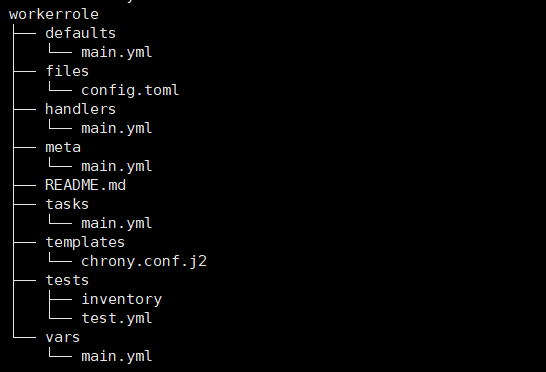 workerrole
├── defaults
│   └── main.yml
├── files
│   └── config.toml
├── handlers
│   └── main.yml
├── meta
│   └── main.yml
├── README.md
├── tasks
│   └── main.yml
├── templates
│   └── chrony.conf.j2
├── tests
│   ├── inventory
│   └── test.yml
└── vars
    └── main.yml